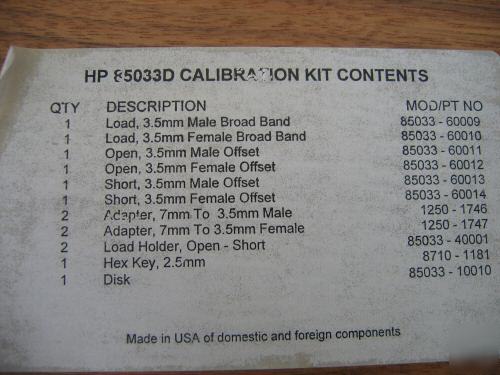 HP 85033D CALIBRATION KIT CONTENTS
QTY DESCRIPTION MOD/PT NO
1 Load, 3.5mm Male Broad Band 85033 - 60009
1 Load, 3.5mm Female Broad Band 85033 - 60010
1 Open, 3.5mm Male Offset 85033 - 60011
1 Open, 3.5mm Female Offset 85033 - 60012
1 Short, 3.5mm Male Offset 85033 - 60013
1 Short, 3.5mm Female Offset 85033 - 60014
2 Adapter, 7mm To 3.5mm Male 1250 - 1746
2 Adapter, 7mm To 3.5mm Female 1250 - 1747
2 Load Holder, Open - Short 85033 - 40001
1 Hex Key, 2.5mm 8710 - 1181
1 Disk 85033 - 10010
Made in USA of domestic and foreign components